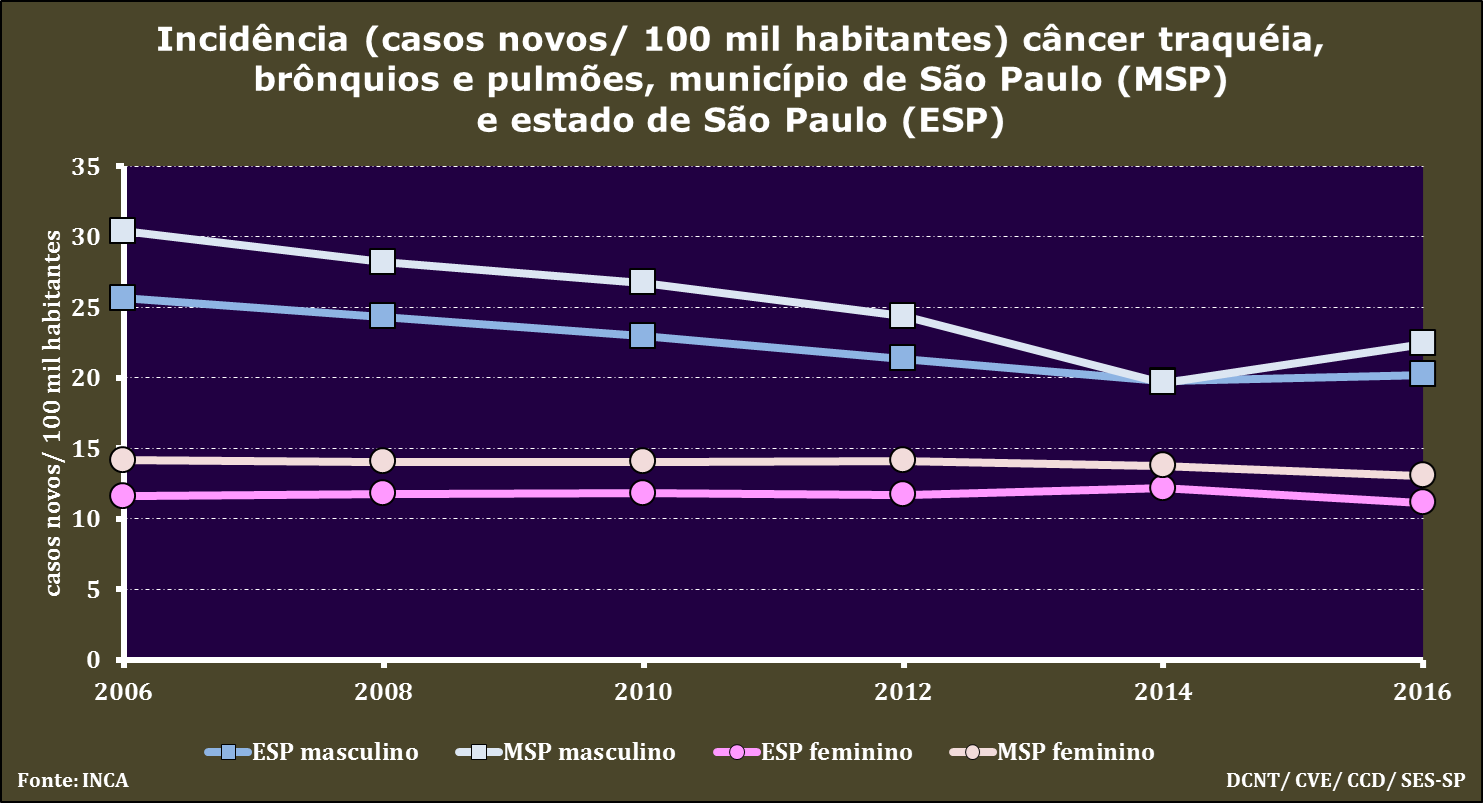 Incidência (casos novos/ 100 mil habitantes) câncer traquéia,
brônquios e pulmões, município de São Paulo (MSP)
e estado de São Paulo (ESP)
casos novos/ 100 mil habitantes
35
30
25
20
15
10
5
0
2006 2008 2010 2012 2014 2016
ESP masculino MSP masculino ESP feminino MSP feminino
Fonte: INCA DCNT/ CVE/ CCD/ SES-SP